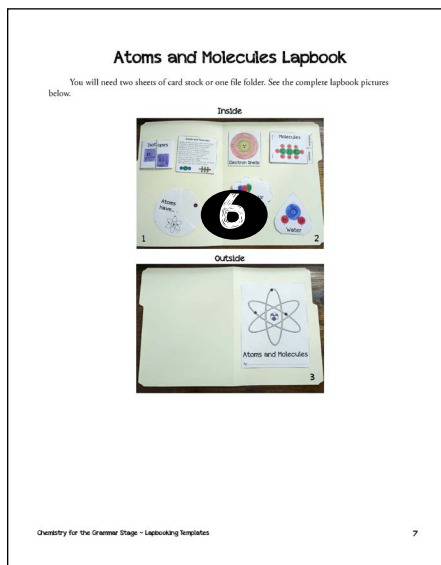 Atoms and Molecules Lapbook
You will need two sheets of card stock or one file folder. See the complete lapbook pictures
below.
Inside
Isotopes
Molecules
Electron Shells
Atoms
have...
6
Water
1
2
Outside
Atoms and Molecules
3
Chemistry for the Grammar Stage ~ Lapbooking Templates
7